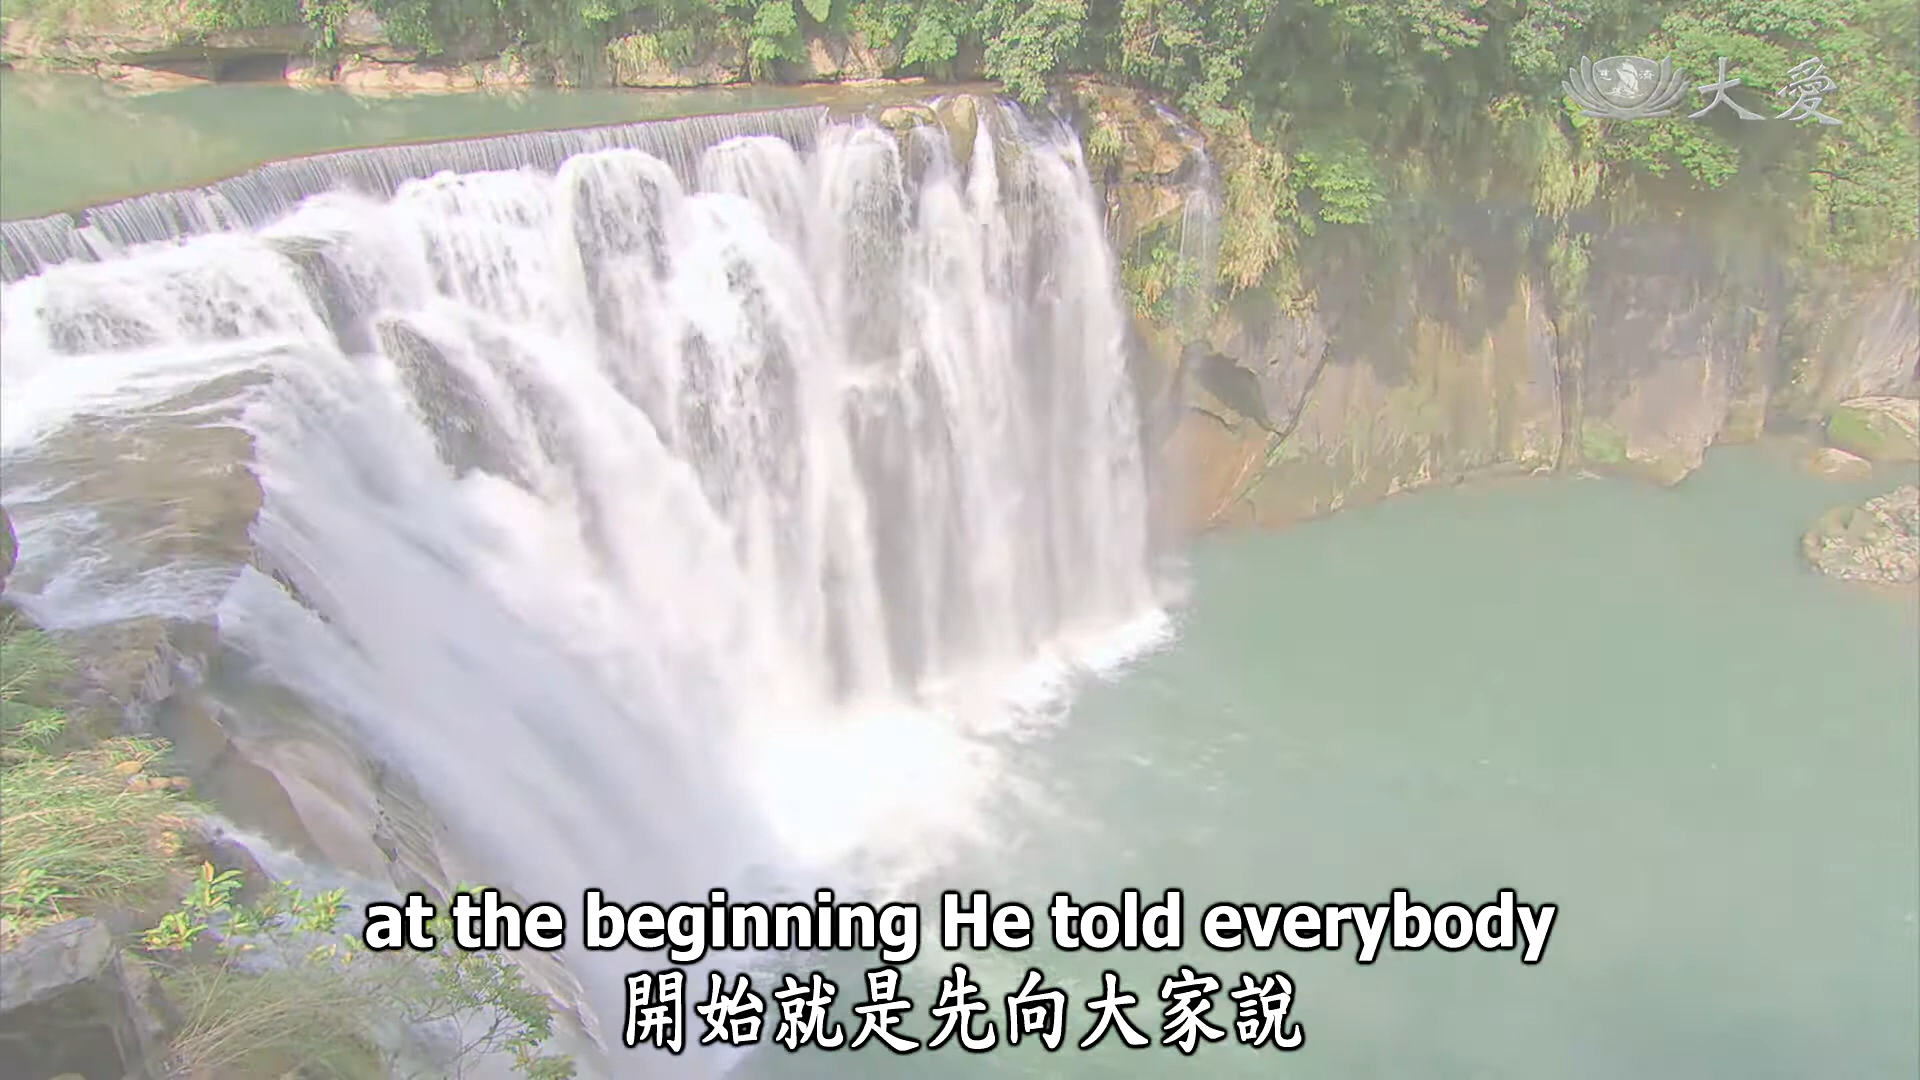 大愛
at the beginning He told everybody
開始就是先向大家說